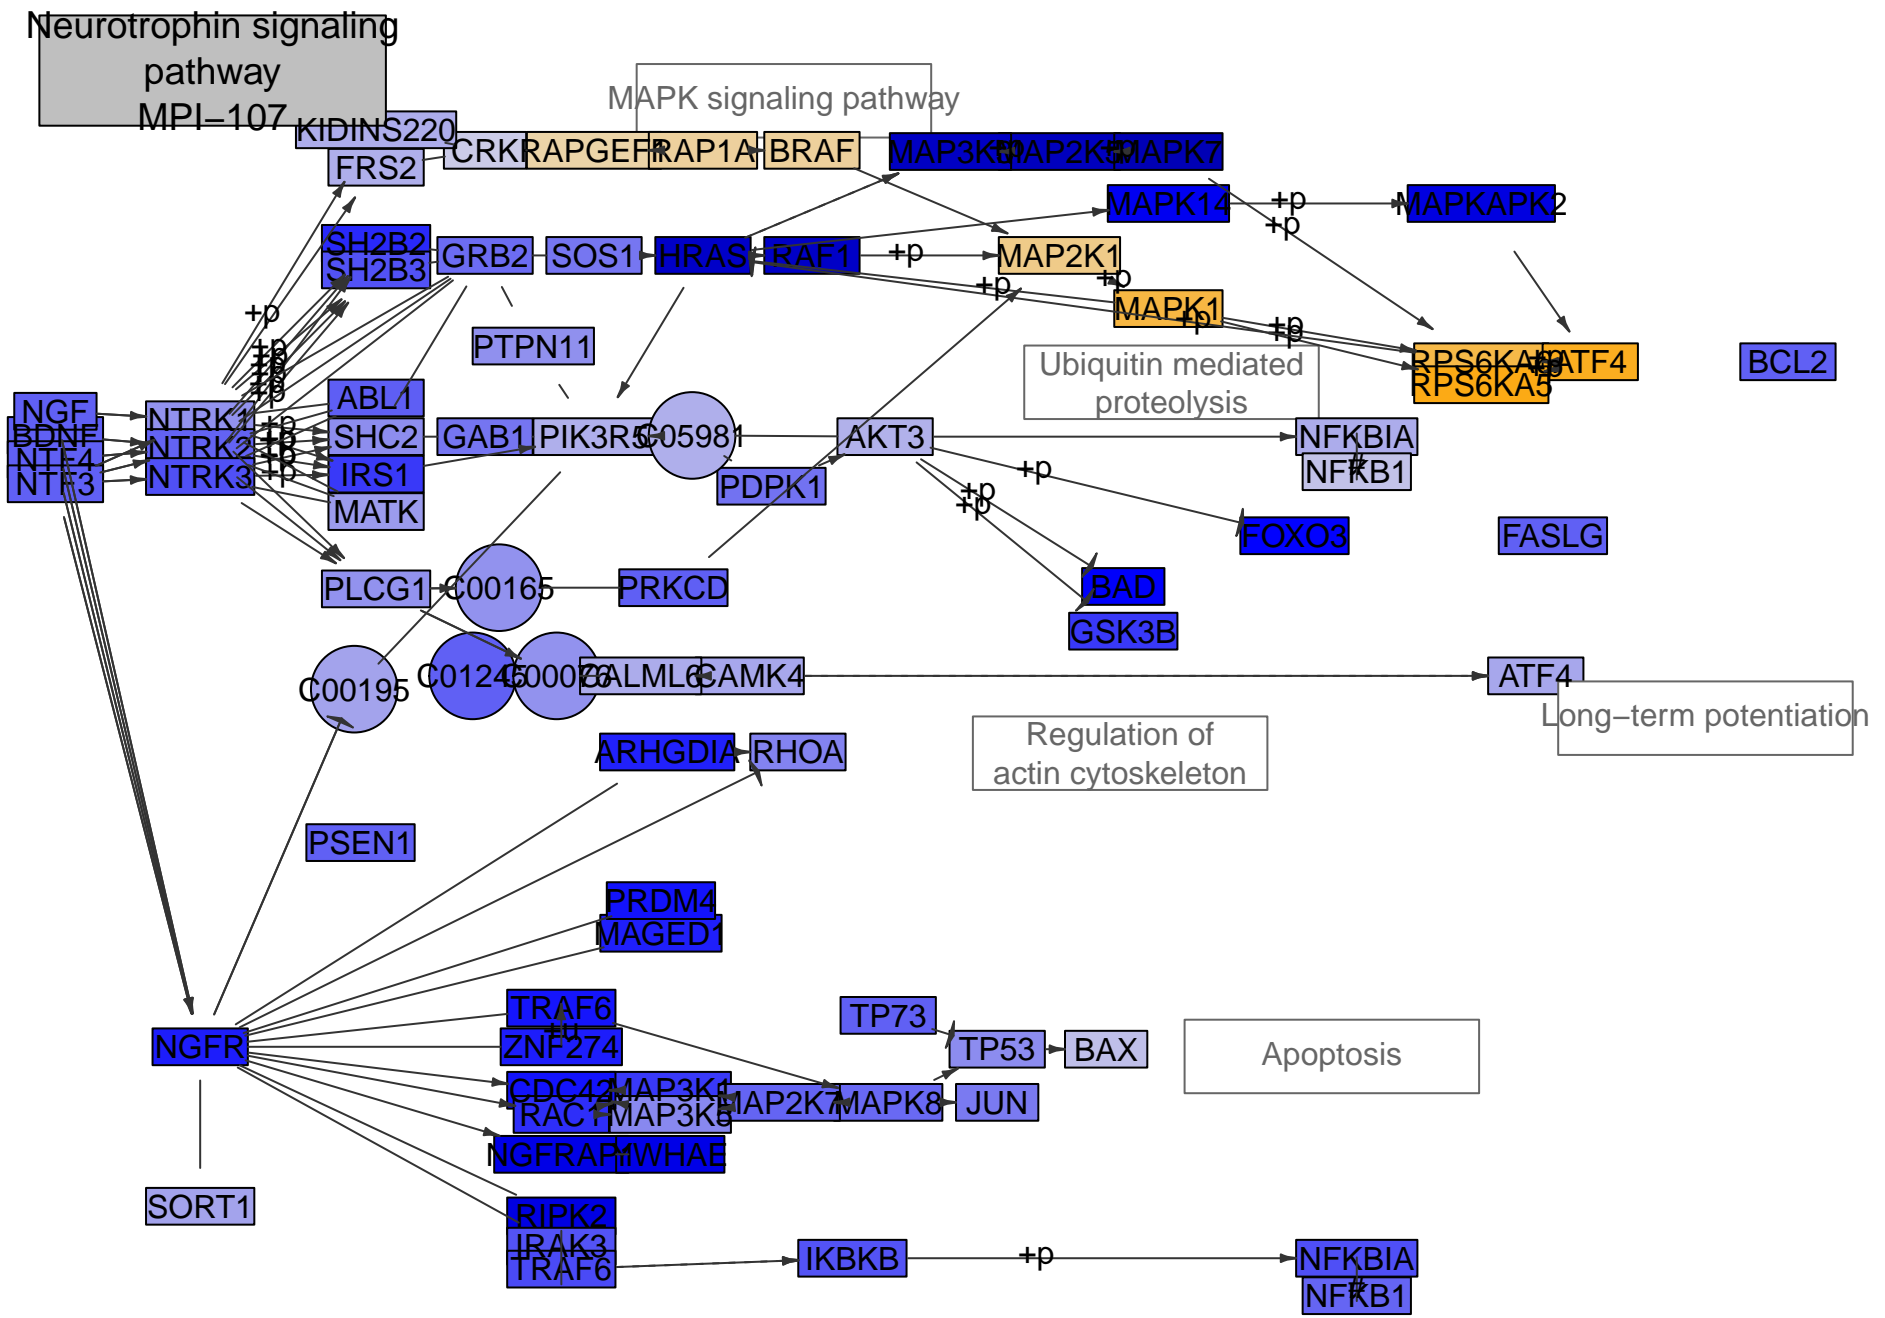 Neurotrophin signaling
pathway
MPI−107
MAPK signaling pathway
KIDINS220
FRS2
RAP1A
BRAF
MAPK7
MAPK14
+p
MAPKAPK2
+p
SH2B2
SH2B3
GRB2
SOS1
HRAS
RAF1
+p
MAP2K1
+p
+p
MAPK1
+p
+p
+p
+p
PTPN11
Ubiquitin mediated
proteolysis
RPS6KA5
ATF4
BCL2
+p
+p
+p
+p
+p
NGF
BDNF
NTF4
NTF3
NTRK1
NTRK2
NTRK3
+p
+p
+p
+p
ABL1
SHC2
IRS1
MATK
GAB1
PIK3R5
C05981
PDPK1
AKT3
+p
+p
+p
NFKBIA
NFKB1
FOXO3
FASLG
BAD
GSK3B
PLCG1
C00165
PRKCD
C00195
C01245
C00076
CALML6
CAMK4
ATF4
Long−term potentiation
Regulation of
actin cytoskeleton
ARHGDIA
RHOA
PSEN1
PRDM4
MAGED1
NGFR
TRAF6
+u
ZNF274
CDC42
RAC1
MAP3K1
MAP3K5
MAP2K7
MAPK8
JUN
TP73
TP53
BAX
Apoptosis
NGFRAP1
YWHAE
SORT1
RIPK2
IRAK3
TRAF6
IKBKB
+p
NFKBIA
NFKB1